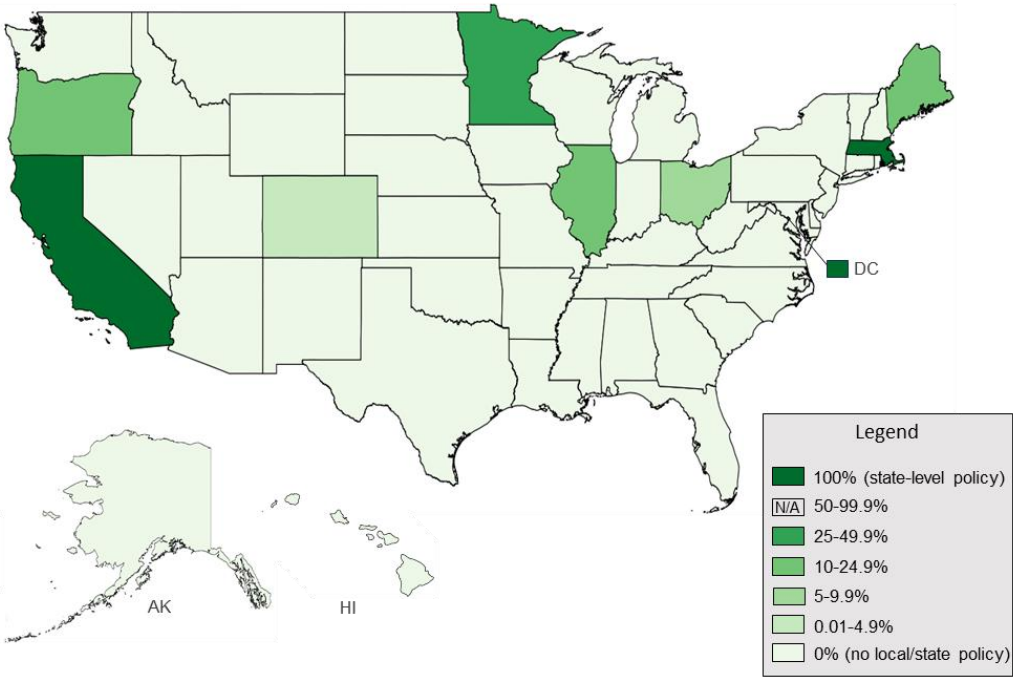 DC
Legend
100% (state-level policy)
N/A 50-99.9%
25-49.9%
10-24.9%
5-9.9%
0.01-4.9%
0% (no local/state policy)
AK
HI